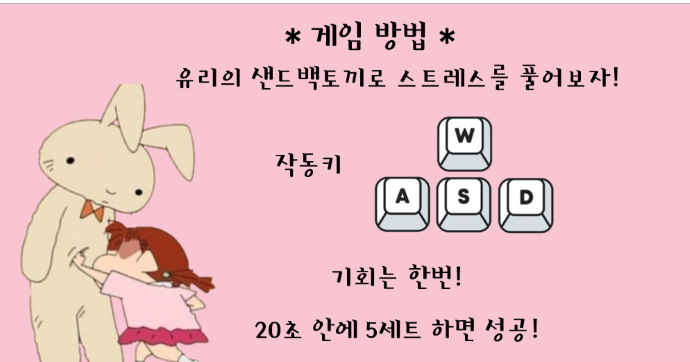 * 게임 방법 *
유리의 샌드백토끼로 스트레스를 풀어보자!
작동키
W
A S D
기회는 한번!
20초 안에 5세트 하면 성공!